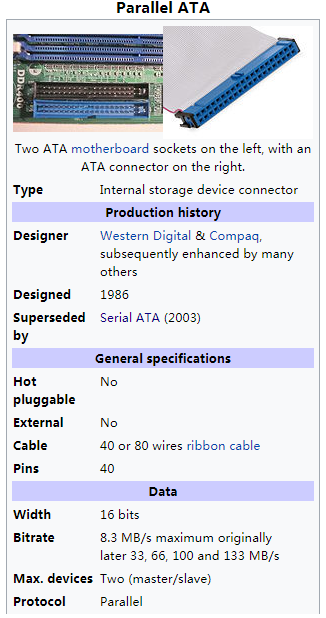 Parallel ATA
DDR400
Two ATA motherboard sockets on the left, with an
ATA connector on the right.
Type Internal storage device connector
Production history
Designer Western Digital & Compaq,
subsequently enhanced by many
others
Designed 1986
Superseded Serial ATA (2003)
by
General specifications
Hot No
pluggable
External No
Cable 40 or 80 wires ribbon cable
Pins 40
Data
Width 16 bits
Bitrate 8.3 MB/s maximum originally
later 33, 66, 100 and 133 MB/s
Max. devices Two (master/slave)
Protocol Parallel